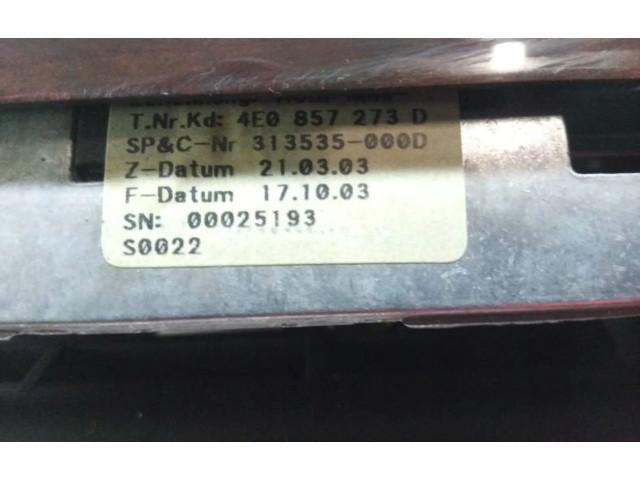 T.Nr.Kd: 4E0 857 273 D
SP&C-Nr 313535-000D
Z-Datum 21.03.03
F-Datum 17.10.03
SN: 00025193
S0022